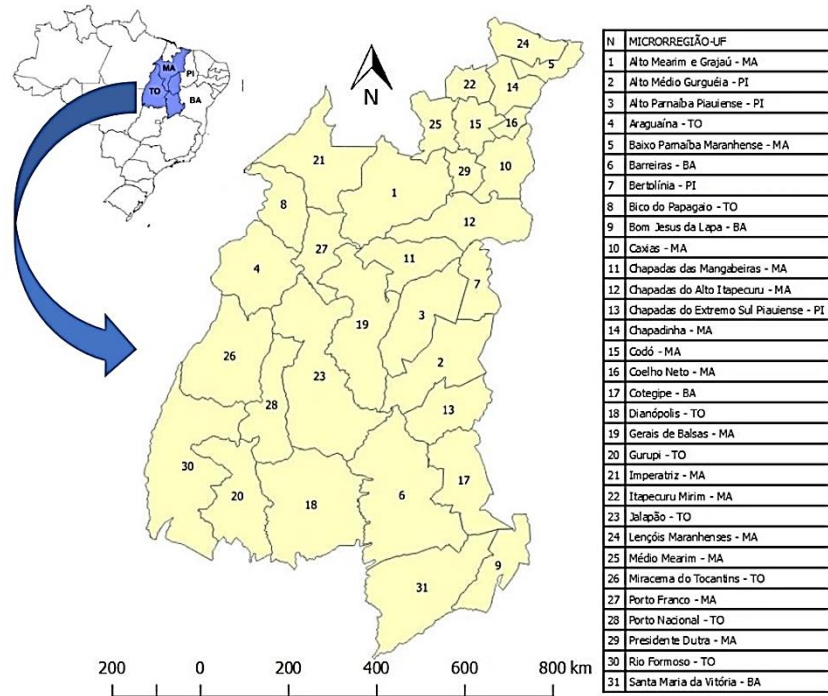 MA
PI
TO
BA
N
24
5
22
14
25
15
16
21
29
10
1
8
12
27
11
4
7
3
19
26
2
23
28
13
30
17
20
18
6
9
31
200 0 200 400 600 800 km
N MICRORREGIÃO-UF
1 Alto Mearim e Grajaú - MA
2 Alto Médio Gurguéia - PI
3 Alto Parnaíba Piauiense - PI
4 Araguaína - TO
5 Baixo Parnaíba Maranhense - MA
6 Barreiras - BA
7 Bertolínia - PI
8 Bico do Papagaio - TO
9 Bom Jesus da Lapa - BA
10 Caxias - MA
11 Chapadas das Mangabeiras - MA
12 Chapadas do Alto Itapecuru - MA
13 Chapadas do Extremo Sul Piauiense - PI
14 Chapadinha - MA
15 Codó - MA
16 Coelho Neto - MA
17 Cotegipe - BA
18 Dianópolis - TO
19 Gerais de Balsas - MA
20 Gurupi - TO
21 Imperatriz - MA
22 Itapecuru Mirim - MA
23 Jalapão - TO
24 Lençóis Maranhenses - MA
25 Médio Mearim - MA
26 Miracema do Tocantins - TO
27 Porto Franco - MA
28 Porto Nacional - TO
29 Presidente Dutra - MA
30 Rio Formoso - TO
31 Santa Maria da Vitória - BA